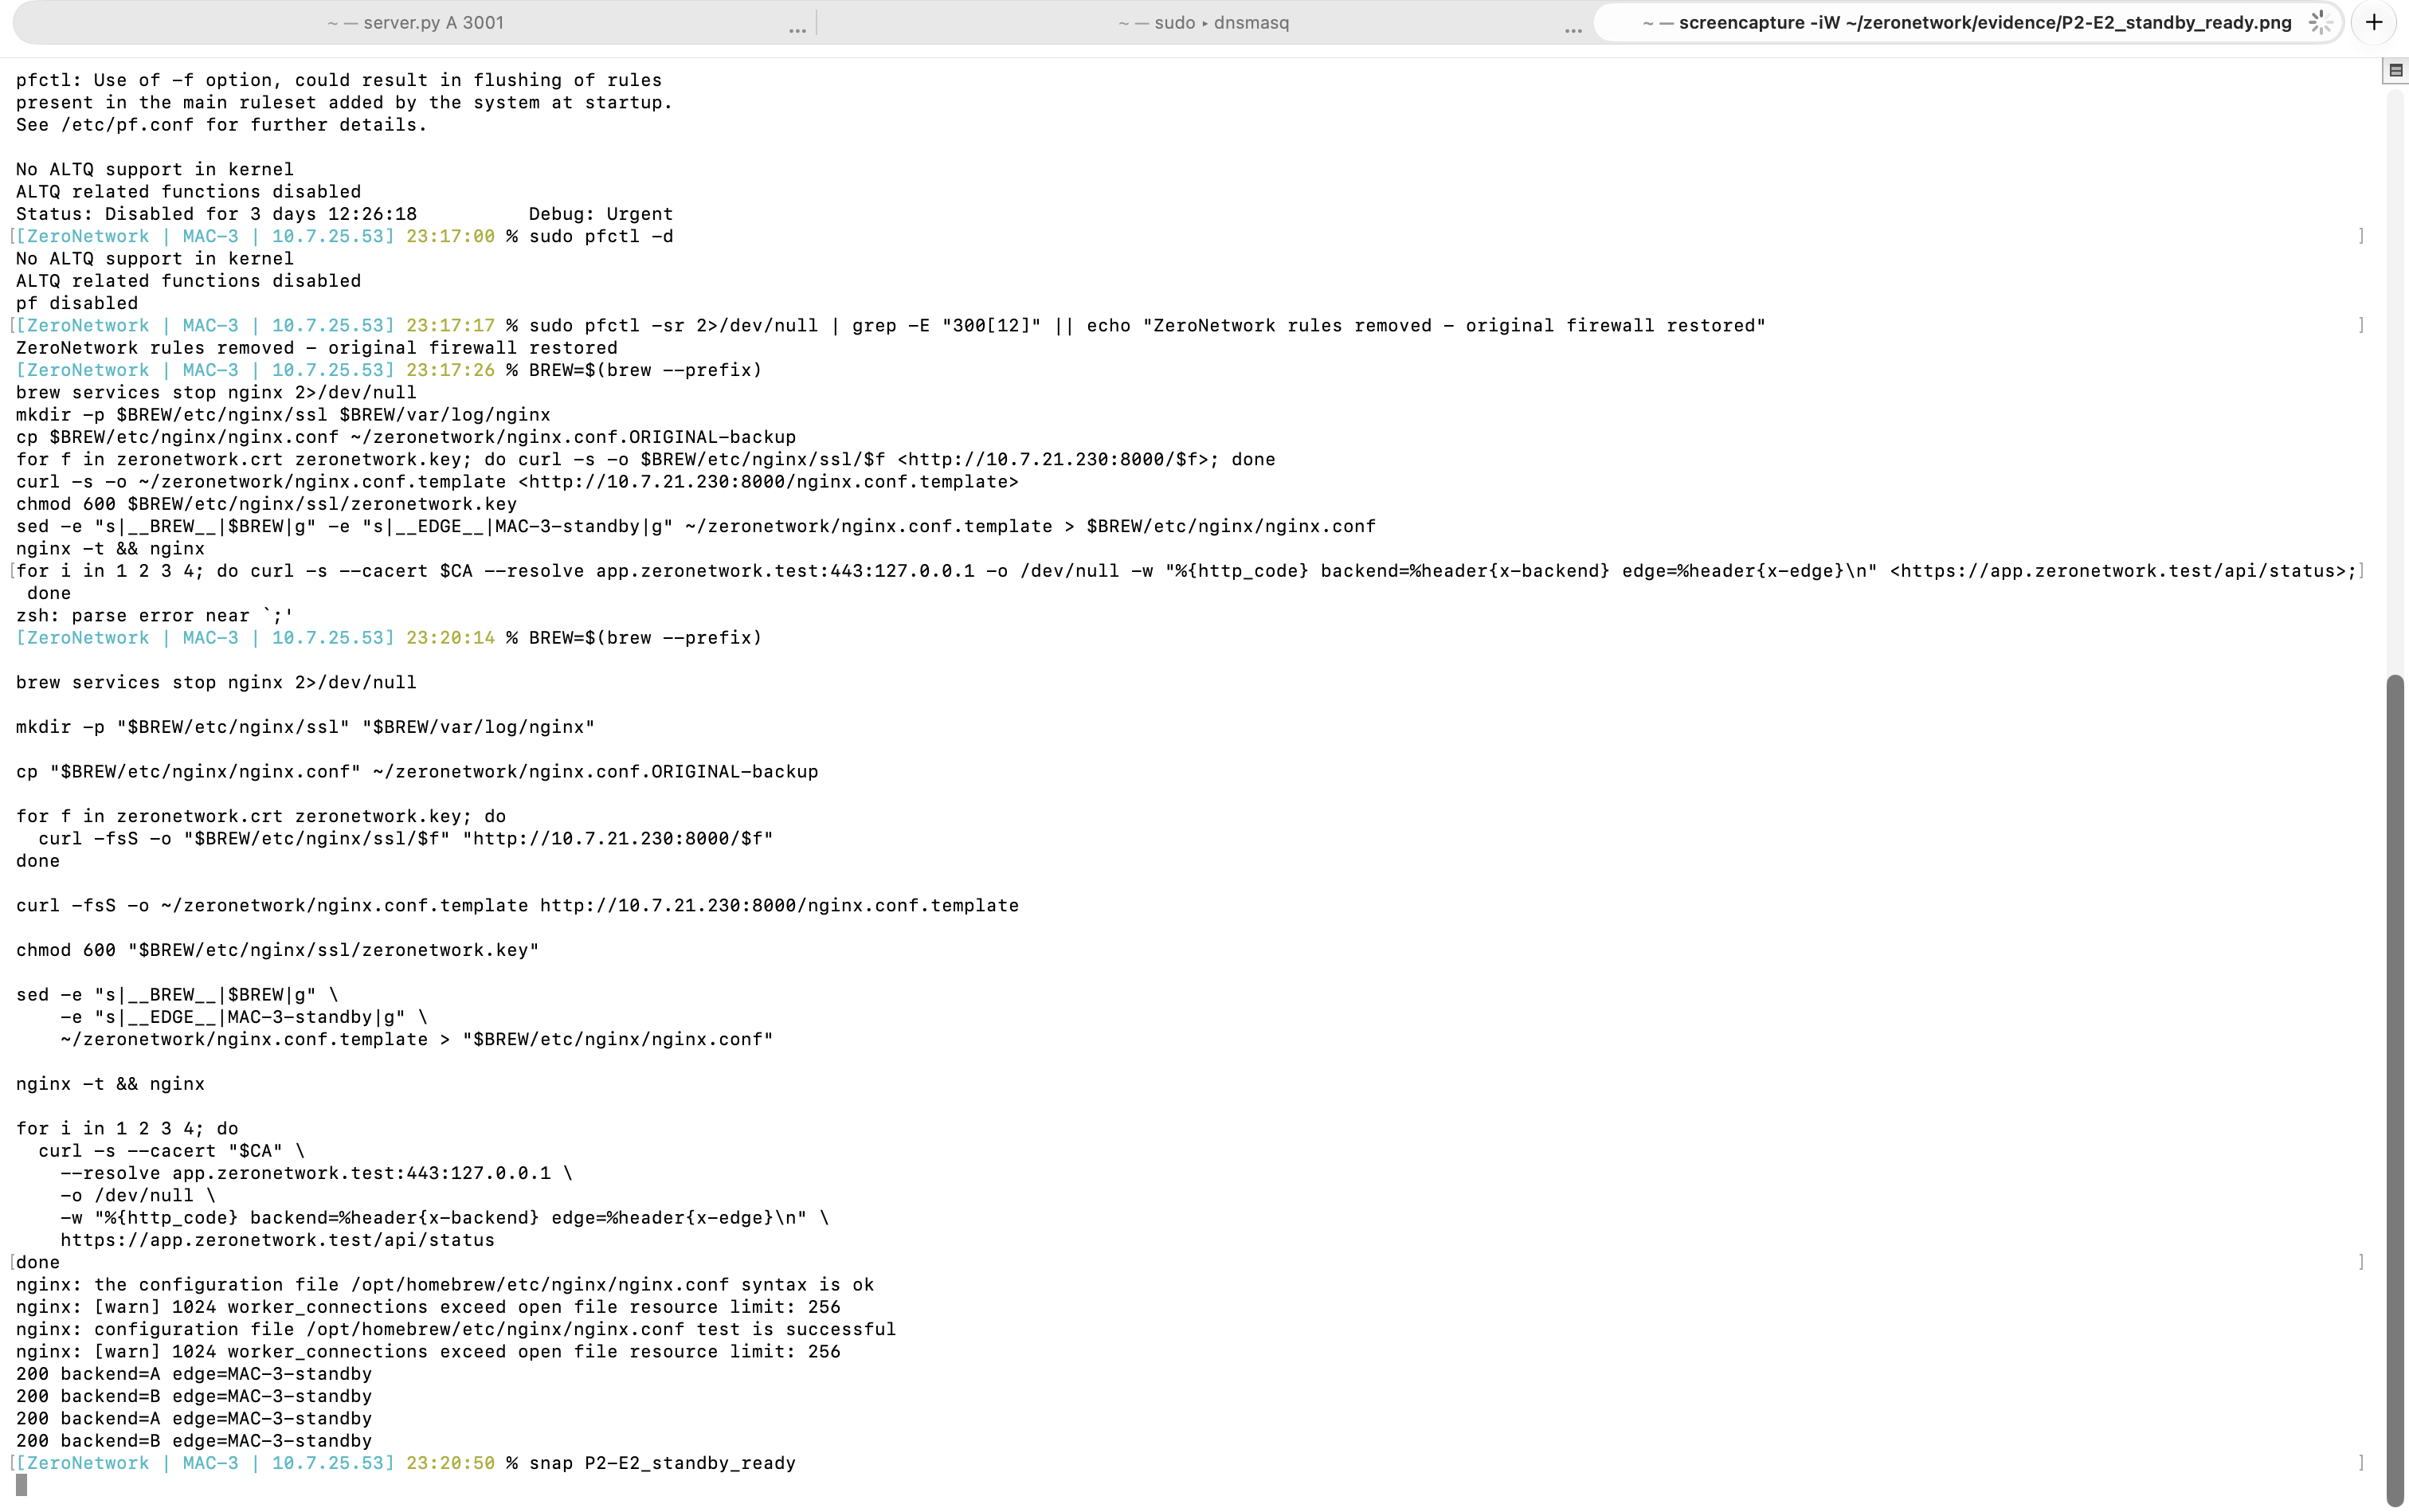 ~ — server.py A 3001 ... ~ — sudo ▸ dnsmasq ... ~ — screencapture -iW ~/zeronetwork/evidence/P2-E2_standby_ready.png +
pfctl: Use of -f option, could result in flushing of rules
present in the main ruleset added by the system at startup.
See /etc/pf.conf for further details.
No ALTQ support in kernel
ALTQ related functions disabled
Status: Disabled for 3 days 12:26:18          Debug: Urgent
[[ZeroNetwork | MAC-3 | 10.7.25.53] 23:17:00 % sudo pfctl -d ]
No ALTQ support in kernel
ALTQ related functions disabled
pf disabled
[[ZeroNetwork | MAC-3 | 10.7.25.53] 23:17:17 % sudo pfctl -sr 2>/dev/null | grep -E "300[12]" || echo "ZeroNetwork rules removed - original firewall restored" ]
ZeroNetwork rules removed - original firewall restored
[ZeroNetwork | MAC-3 | 10.7.25.53] 23:17:26 % BREW=$(brew --prefix)
brew services stop nginx 2>/dev/null
mkdir -p $BREW/etc/nginx/ssl $BREW/var/log/nginx
cp $BREW/etc/nginx/nginx.conf ~/zeronetwork/nginx.conf.ORIGINAL-backup
for f in zeronetwork.crt zeronetwork.key; do curl -s -o $BREW/etc/nginx/ssl/$f <http://10.7.21.230:8000/$f>; done
curl -s -o ~/zeronetwork/nginx.conf.template <http://10.7.21.230:8000/nginx.conf.template>
chmod 600 $BREW/etc/nginx/ssl/zeronetwork.key
sed -e "s|__BREW__|$BREW|g" -e "s|__EDGE__|MAC-3-standby|g" ~/zeronetwork/nginx.conf.template > $BREW/etc/nginx/nginx.conf
nginx -t && nginx
[for i in 1 2 3 4; do curl -s --cacert $CA --resolve app.zeronetwork.test:443:127.0.0.1 -o /dev/null -w "%{http_code} backend=%header{x-backend} edge=%header{x-edge}\n" <https://app.zeronetwork.test/api/status>;]
 done
zsh: parse error near `;'
[ZeroNetwork | MAC-3 | 10.7.25.53] 23:20:14 % BREW=$(brew --prefix)
brew services stop nginx 2>/dev/null
mkdir -p "$BREW/etc/nginx/ssl" "$BREW/var/log/nginx"
cp "$BREW/etc/nginx/nginx.conf" ~/zeronetwork/nginx.conf.ORIGINAL-backup
for f in zeronetwork.crt zeronetwork.key; do
  curl -fsS -o "$BREW/etc/nginx/ssl/$f" "http://10.7.21.230:8000/$f"
done
curl -fsS -o ~/zeronetwork/nginx.conf.template http://10.7.21.230:8000/nginx.conf.template
chmod 600 "$BREW/etc/nginx/ssl/zeronetwork.key"
sed -e "s|__BREW__|$BREW|g" \
    -e "s|__EDGE__|MAC-3-standby|g" \
    ~/zeronetwork/nginx.conf.template > "$BREW/etc/nginx/nginx.conf"
nginx -t && nginx
for i in 1 2 3 4; do
  curl -s --cacert "$CA" \
    --resolve app.zeronetwork.test:443:127.0.0.1 \
    -o /dev/null \
    -w "%{http_code} backend=%header{x-backend} edge=%header{x-edge}\n" \
    https://app.zeronetwork.test/api/status
[done ]
nginx: the configuration file /opt/homebrew/etc/nginx/nginx.conf syntax is ok
nginx: [warn] 1024 worker_connections exceed open file resource limit: 256
nginx: configuration file /opt/homebrew/etc/nginx/nginx.conf test is successful
nginx: [warn] 1024 worker_connections exceed open file resource limit: 256
200 backend=A edge=MAC-3-standby
200 backend=B edge=MAC-3-standby
200 backend=A edge=MAC-3-standby
200 backend=B edge=MAC-3-standby
[[ZeroNetwork | MAC-3 | 10.7.25.53] 23:20:50 % snap P2-E2_standby_ready ]